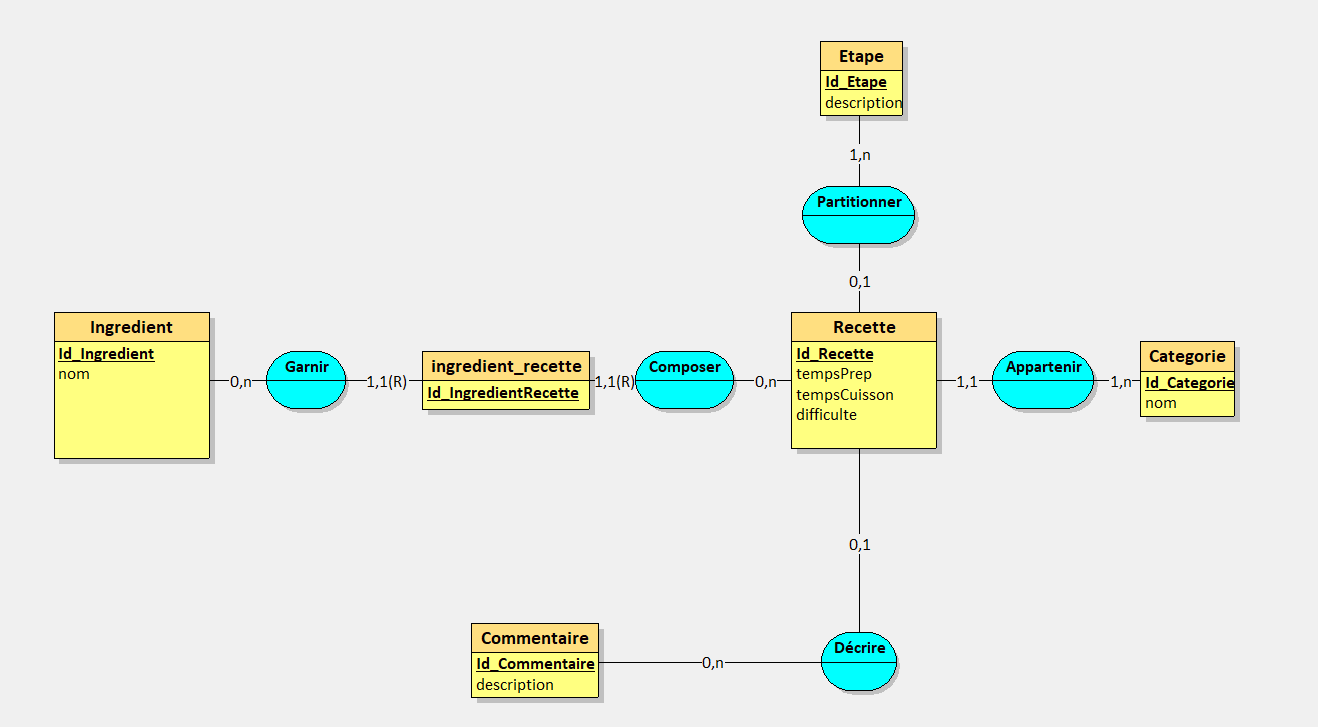 Etape
Id_Etape
description
1,n
Partitionner
0,1
Ingredient
Id_Ingredient
nom
0,n
Garnir
1,1(R)
ingredient_recette
Id_IngredientRecette
1,1(R)
Composer
0,n
Recette
Id_Recette
tempsPrep
tempsCuisson
difficulte
1,1
Appartenir
1,n
Categorie
Id_Categorie
nom
0,1
Décrire
0,n
Commentaire
Id_Commentaire
description